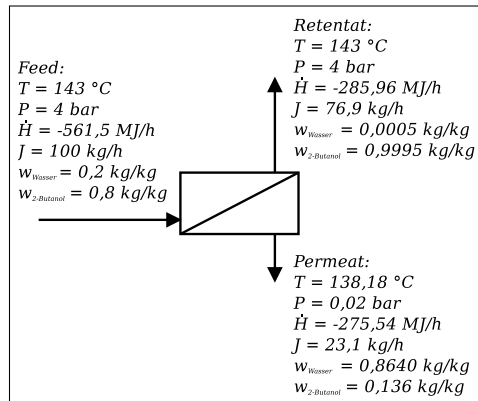 Feed:
T = 143 °C
P = 4 bar
Ḣ = -561,5 MJ/h
J = 100 kg/h
w_Wasser = 0,2 kg/kg
w_2-Butanol = 0,8 kg/kg
Retentat:
T = 143 °C
P = 4 bar
Ḣ = -285,96 MJ/h
J = 76,9 kg/h
w_Wasser = 0,0005 kg/kg
w_2-Butanol = 0,9995 kg/kg
Permeat:
T = 138,18 °C
P = 0,02 bar
Ḣ = -275,54 MJ/h
J = 23,1 kg/h
w_Wasser = 0,8640 kg/kg
w_2-Butanol = 0,136 kg/kg